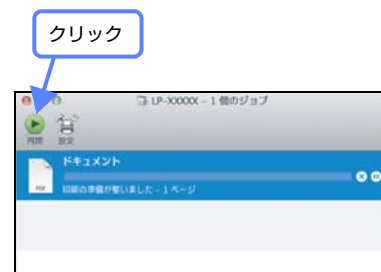 クリック
LP-XXXXX – 1 個のジョブ
再開 設定
ドキュメント
印刷の準備が整いました – 1 ページ
PDF